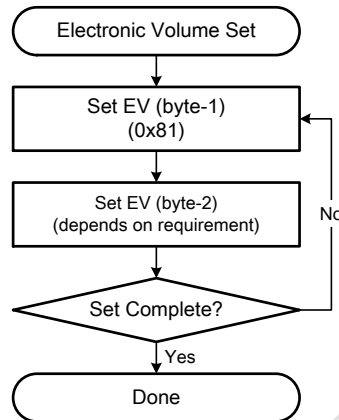 Electronic Volume Set
Set EV (byte-1)
(0x81)
Set EV (byte-2)
(depends on requirement)
No
Set Complete?
Yes
Done